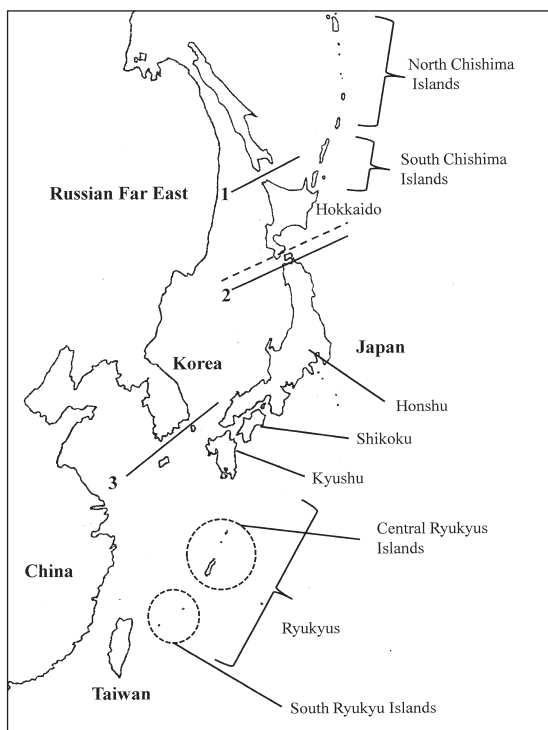 North Chishima
Islands
South Chishima
Islands
Russian Far East
1
Hokkaido
2
Korea
Japan
Honshu
Shikoku
3
Kyushu
Central Ryukyus
Islands
China
Ryukyus
Taiwan
South Ryukyu Islands